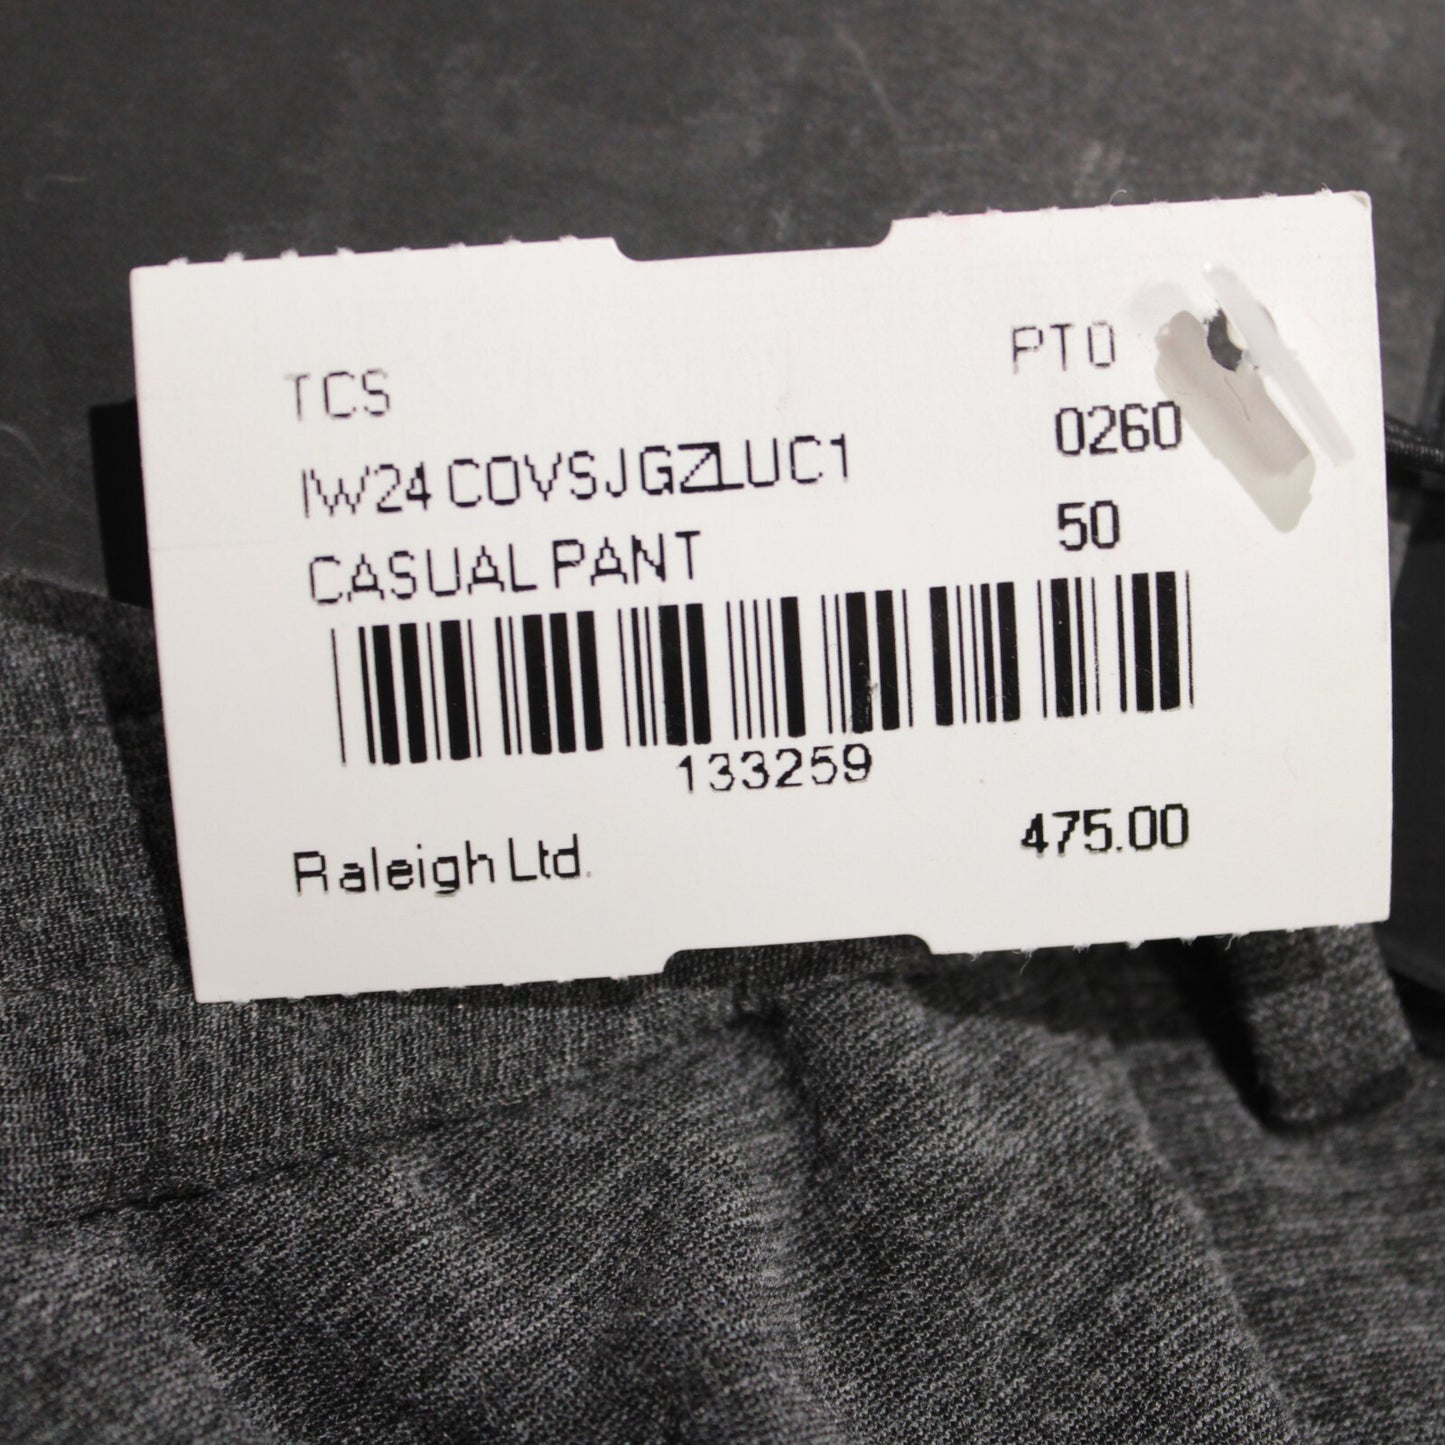 TCS PT0
IW24 COVSJGZLUC1 0260
CASUAL PANT 50
133259
Raleigh Ltd. 475.00